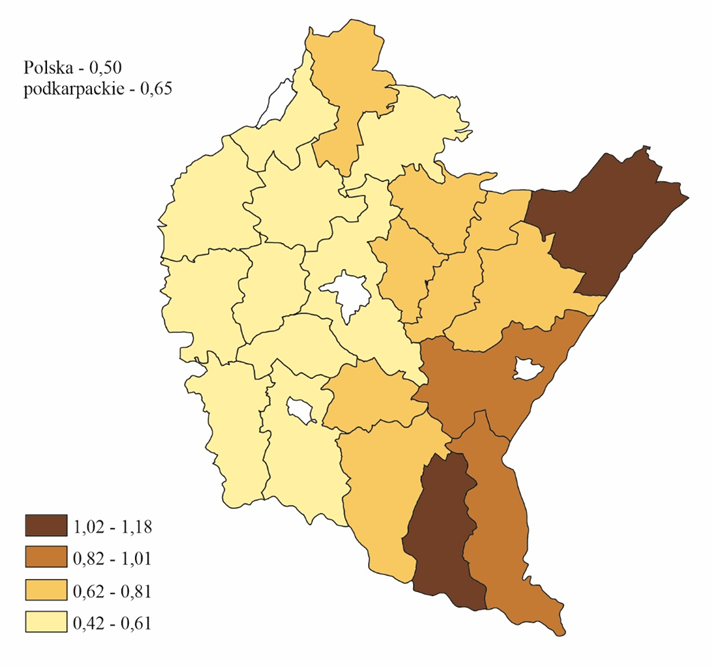 Polska - 0,50
podkarpackie - 0,65
1,02 - 1,18
0,82 - 1,01
0,62 - 0,81
0,42 - 0,61